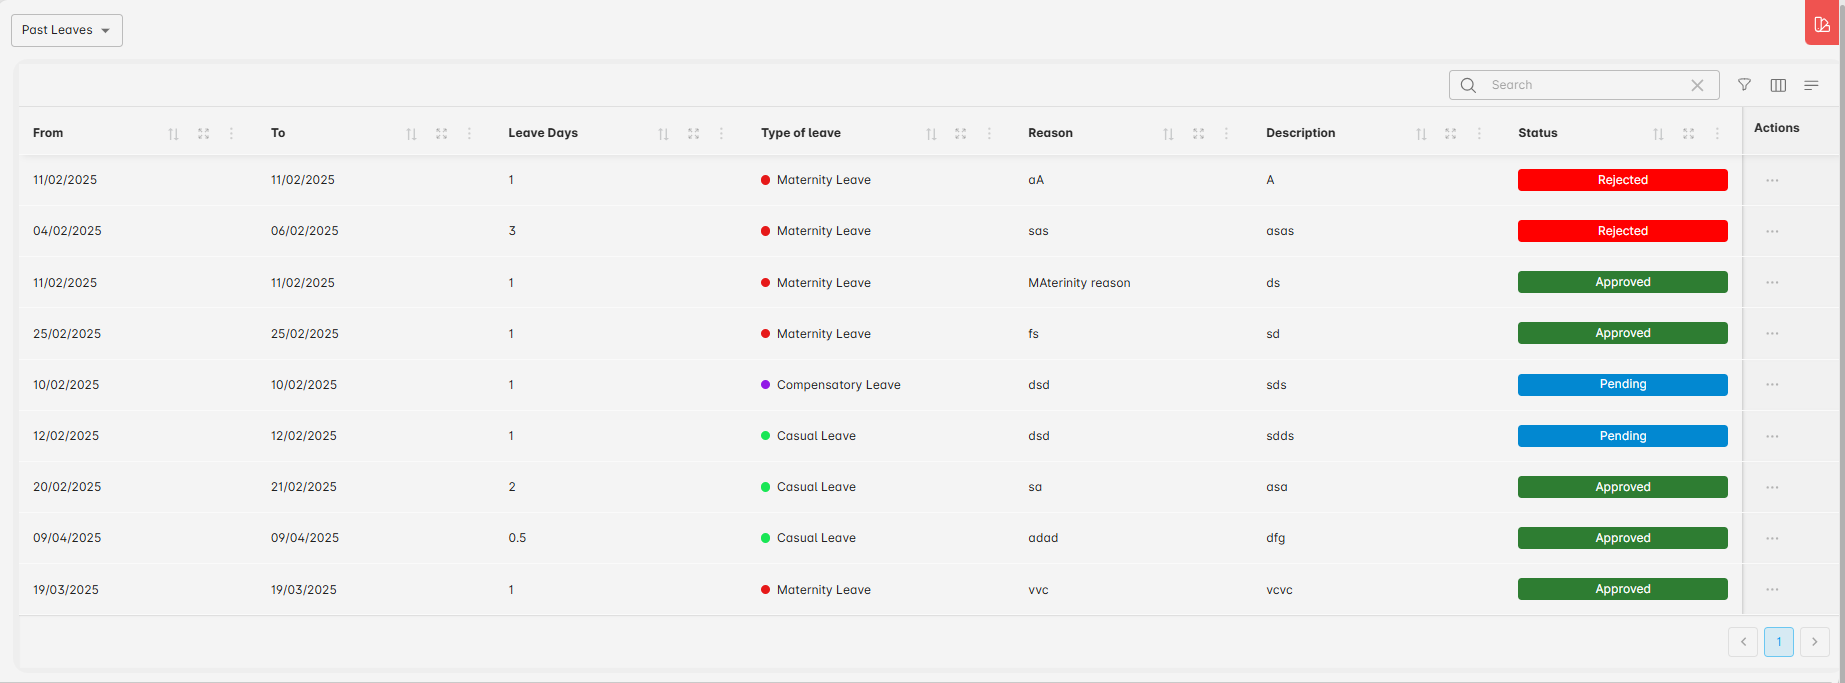 Past Leaves
Search
From To Leave Days Type of leave Reason Description Status Actions
11/02/2025 11/02/2025 1 Maternity Leave aA A Rejected
04/02/2025 06/02/2025 3 Maternity Leave sas asas Rejected
11/02/2025 11/02/2025 1 Maternity Leave MAterinity reason ds Approved
25/02/2025 25/02/2025 1 Maternity Leave fs sd Approved
10/02/2025 10/02/2025 1 Compensatory Leave dsd sds Pending
12/02/2025 12/02/2025 1 Casual Leave dsd sdds Pending
20/02/2025 21/02/2025 2 Casual Leave sa asa Approved
09/04/2025 09/04/2025 0.5 Casual Leave adad dfg Approved
19/03/2025 19/03/2025 1 Maternity Leave vvc vcvc Approved
1